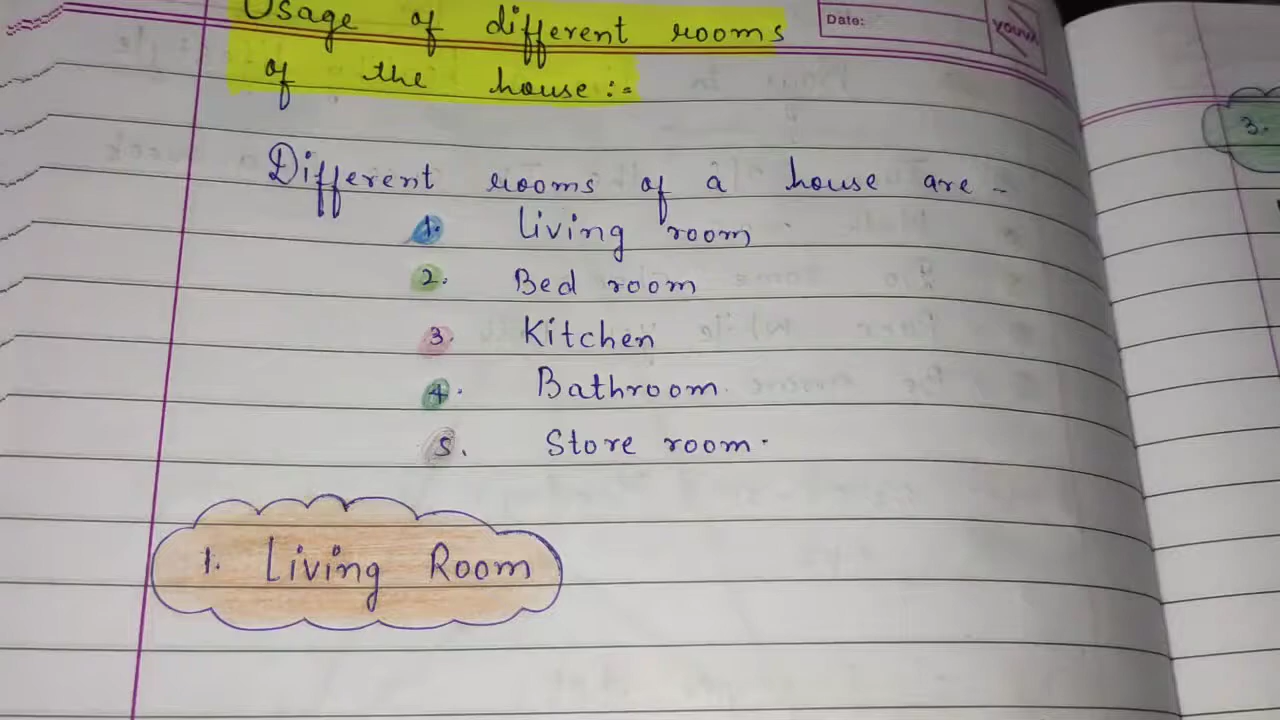 Usage of different rooms
of the house:-
Date:
YOUVA
Different rooms of a house are -
1. Living room
2. Bed room
3. Kitchen
4. Bathroom.
5. Store room.
1. Living Room
3.